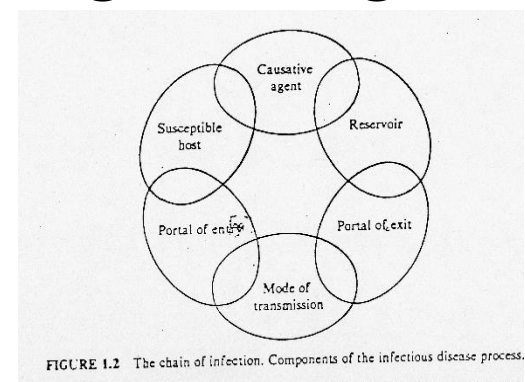 Causative
agent
Susceptible
host
Reservoir
Portal of
Portal of exit
Mode of
transmission
FIGURE 1.2 The chain of infection. Components of the infectious disease process.